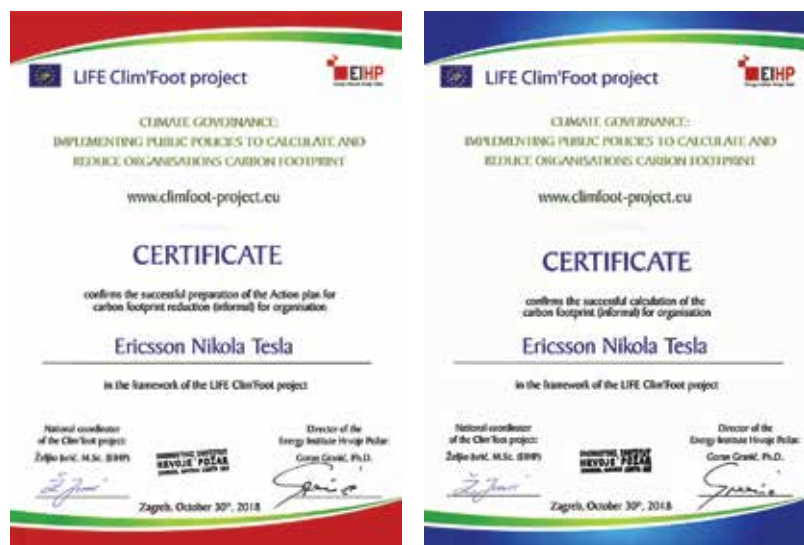 LIFE Clim'Foot project
EIHP
CLIMATE GOVERNANCE:
IMPLEMENTING PUBLIC POLICIES TO CALCULATE AND
REDUCE ORGANISATIONS CARBON FOOTPRINT
www.climfoot-project.eu
CERTIFICATE
confirms the successful preparation of the Action plan for
carbon footprint reduction (informal) for organisation
Ericsson Nikola Tesla
in the framework of the LIFE Clim'Foot project
National coordinator
of the Clim'foot project:
Željko Jurić, M.Sc. (EIHP)
HRVOJE POŽAR
Director of the
Energy Institute Hrvoje Požar:
Goran Granić, Ph.D.
Zagreb, October 30th, 2018
LIFE Clim'Foot project
EIHP
CLIMATE GOVERNANCE:
IMPLEMENTING PUBLIC POLICIES TO CALCULATE AND
REDUCE ORGANISATIONS CARBON FOOTPRINT
www.climfoot-project.eu
CERTIFICATE
confirms the successful calculation of the
carbon footprint (informal) for organisation
Ericsson Nikola Tesla
in the framework of the LIFE Clim'Foot project
National coordinator
of the Clim'foot project:
Željko Jurić, M.Sc. (EIHP)
HRVOJE POŽAR
Director of the
Energy Institute Hrvoje Požar:
Goran Granić, Ph.D.
Zagreb, October 30th, 2018